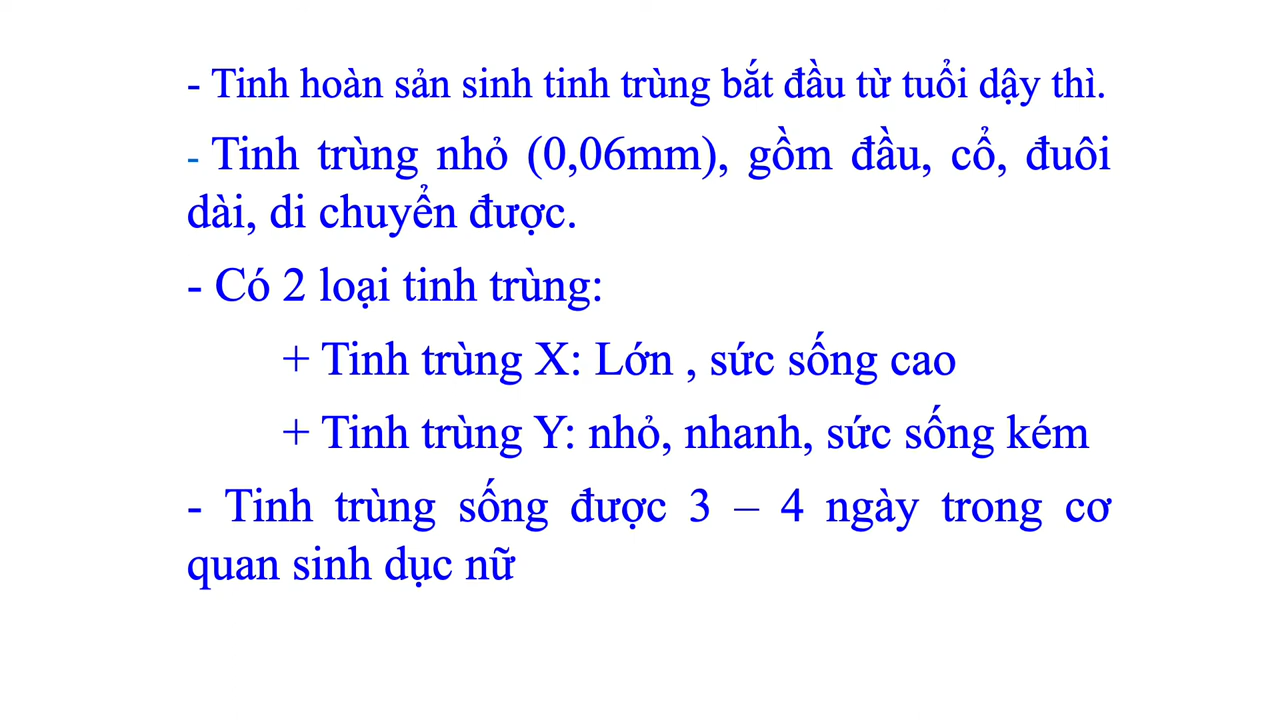 - Tinh hoàn sản sinh tinh trùng bắt đầu từ tuổi dậy thì.
- Tinh trùng nhỏ (0,06mm), gồm đầu, cổ, đuôi
dài, di chuyển được.
- Có 2 loại tinh trùng:
+ Tinh trùng X: Lớn , sức sống cao
+ Tinh trùng Y: nhỏ, nhanh, sức sống kém
- Tinh trùng sống được 3 – 4 ngày trong cơ
quan sinh dục nữ